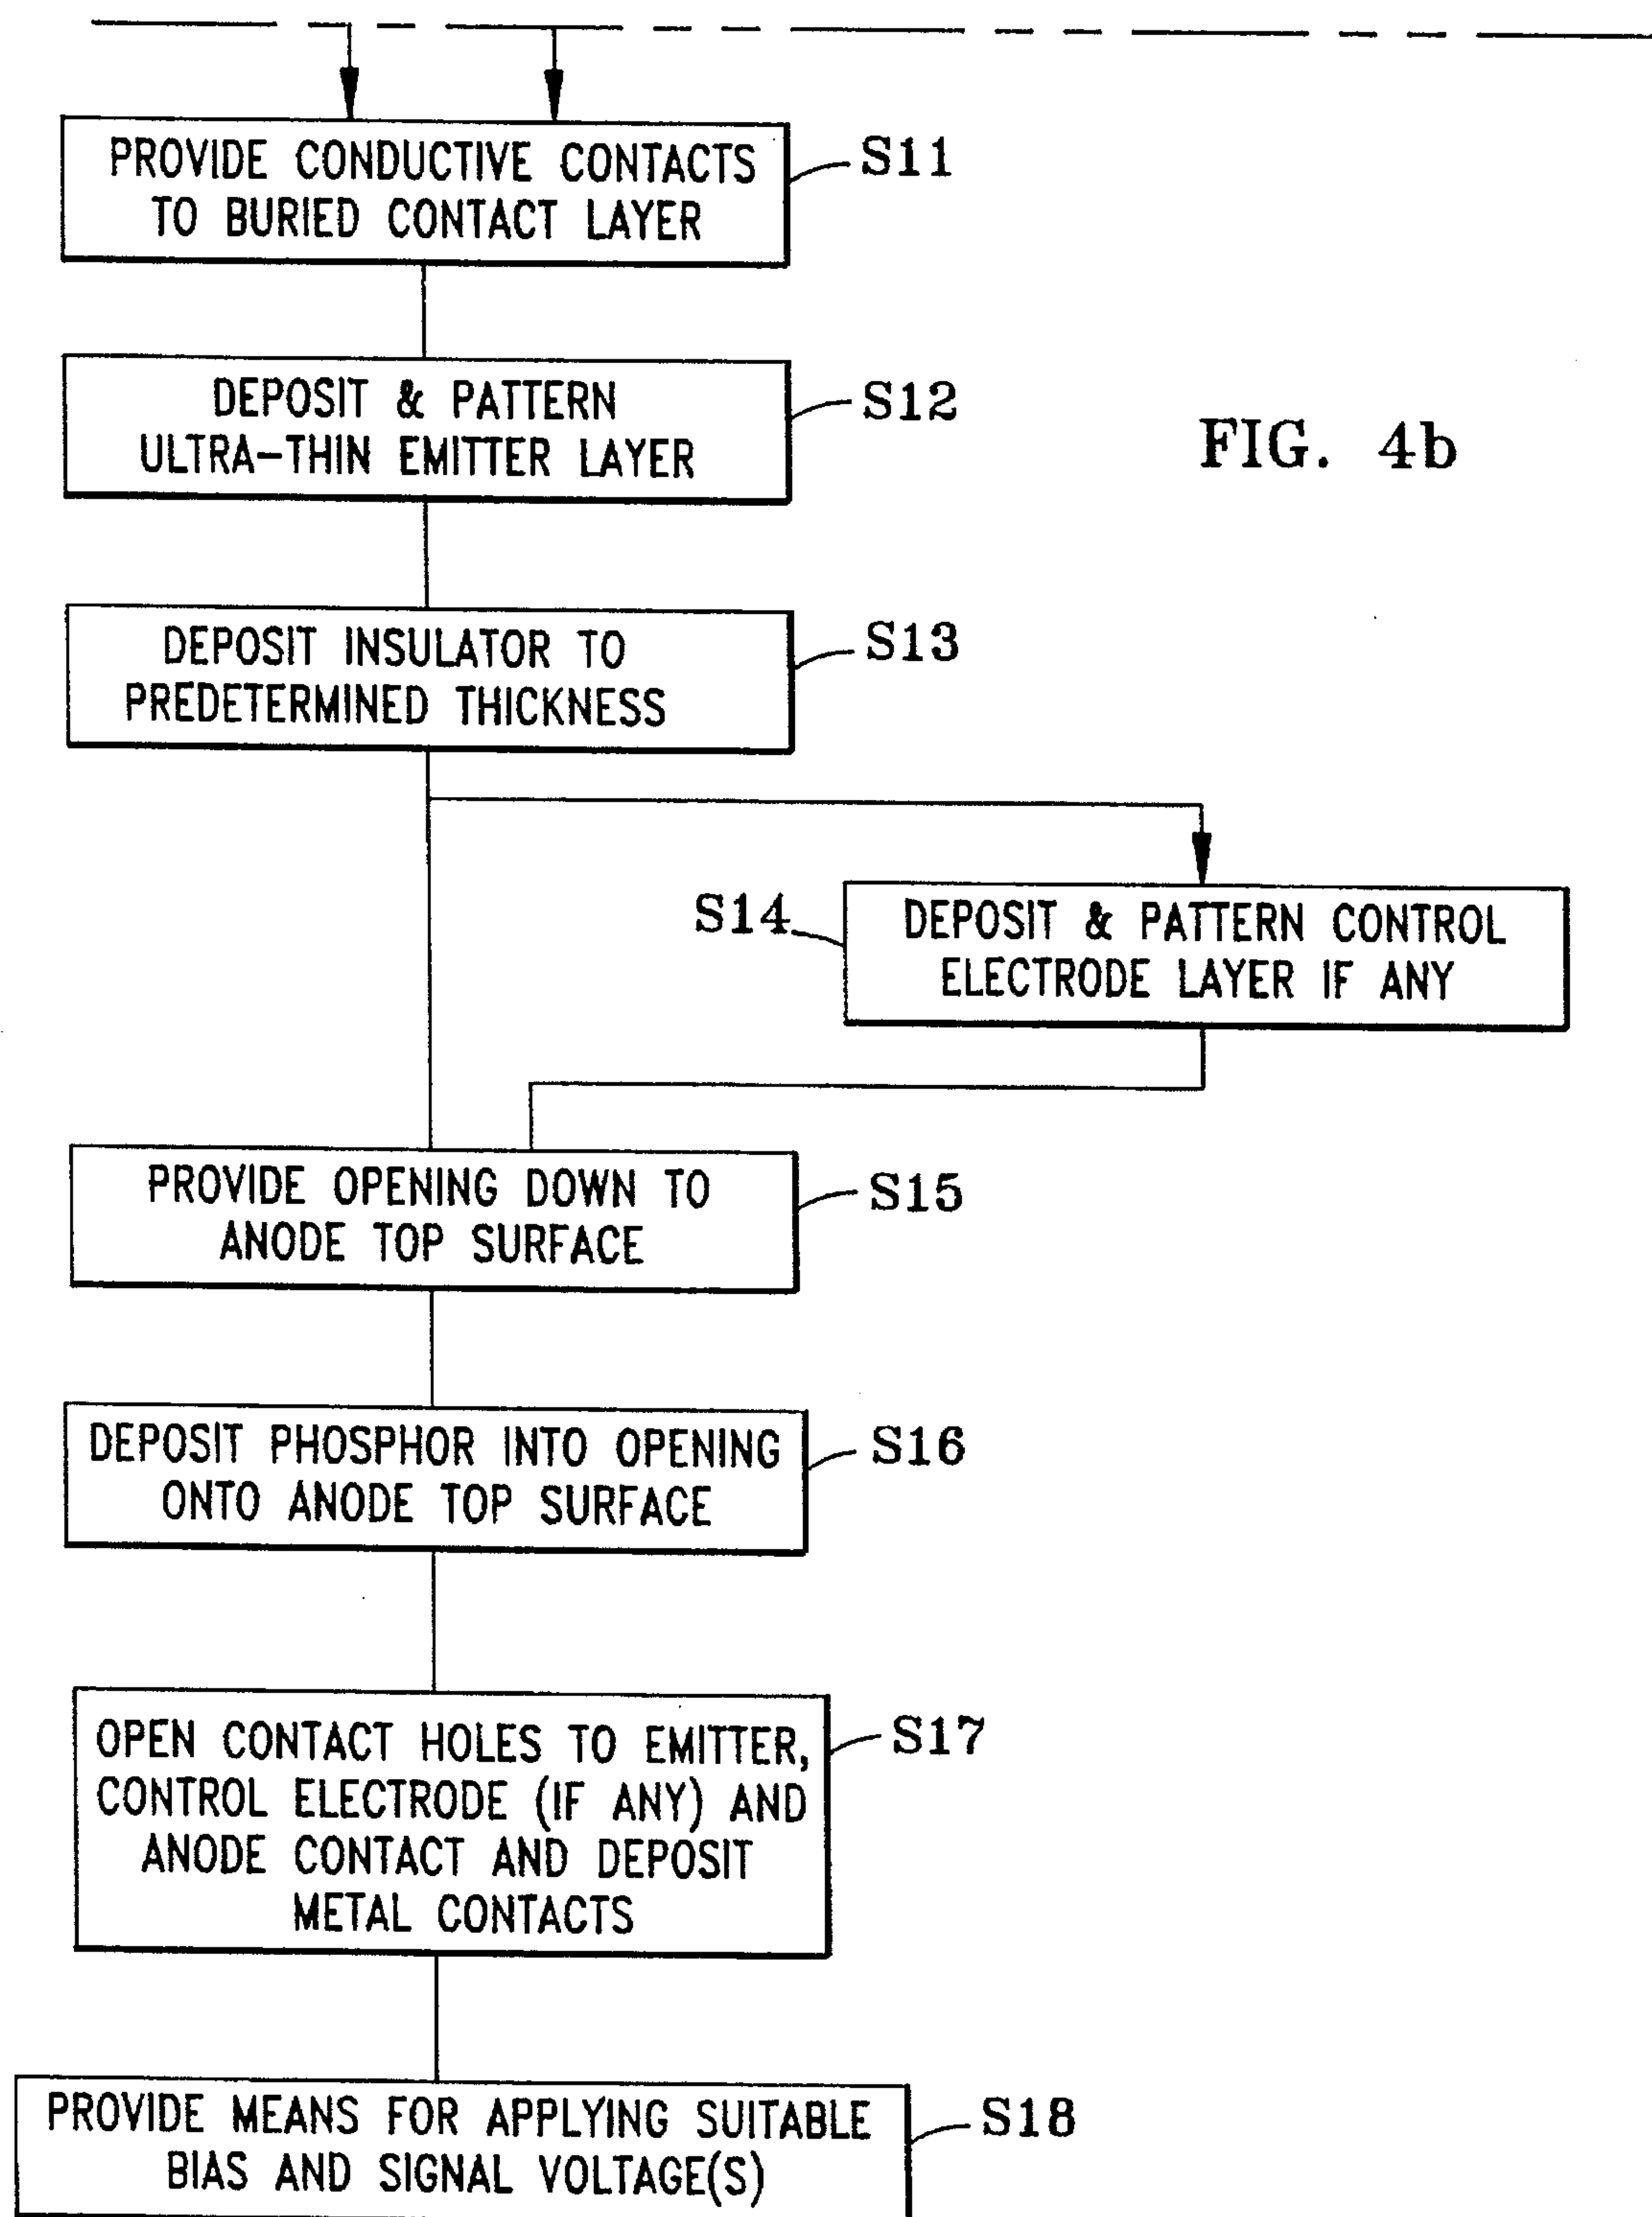 PROVIDE CONDUCTIVE CONTACTS
TO BURIED CONTACT LAYER
S11
DEPOSIT & PATTERN
ULTRA-THIN EMITTER LAYER
S12
FIG. 4b
DEPOSIT INSULATOR TO
PREDETERMINED THICKNESS
S13
S14
DEPOSIT & PATTERN CONTROL
ELECTRODE LAYER IF ANY
PROVIDE OPENING DOWN TO
ANODE TOP SURFACE
S15
DEPOSIT PHOSPHOR INTO OPENING
ONTO ANODE TOP SURFACE
S16
OPEN CONTACT HOLES TO EMITTER,
CONTROL ELECTRODE (IF ANY) AND
ANODE CONTACT AND DEPOSIT
METAL CONTACTS
S17
PROVIDE MEANS FOR APPLYING SUITABLE
BIAS AND SIGNAL VOLTAGE(S)
S18